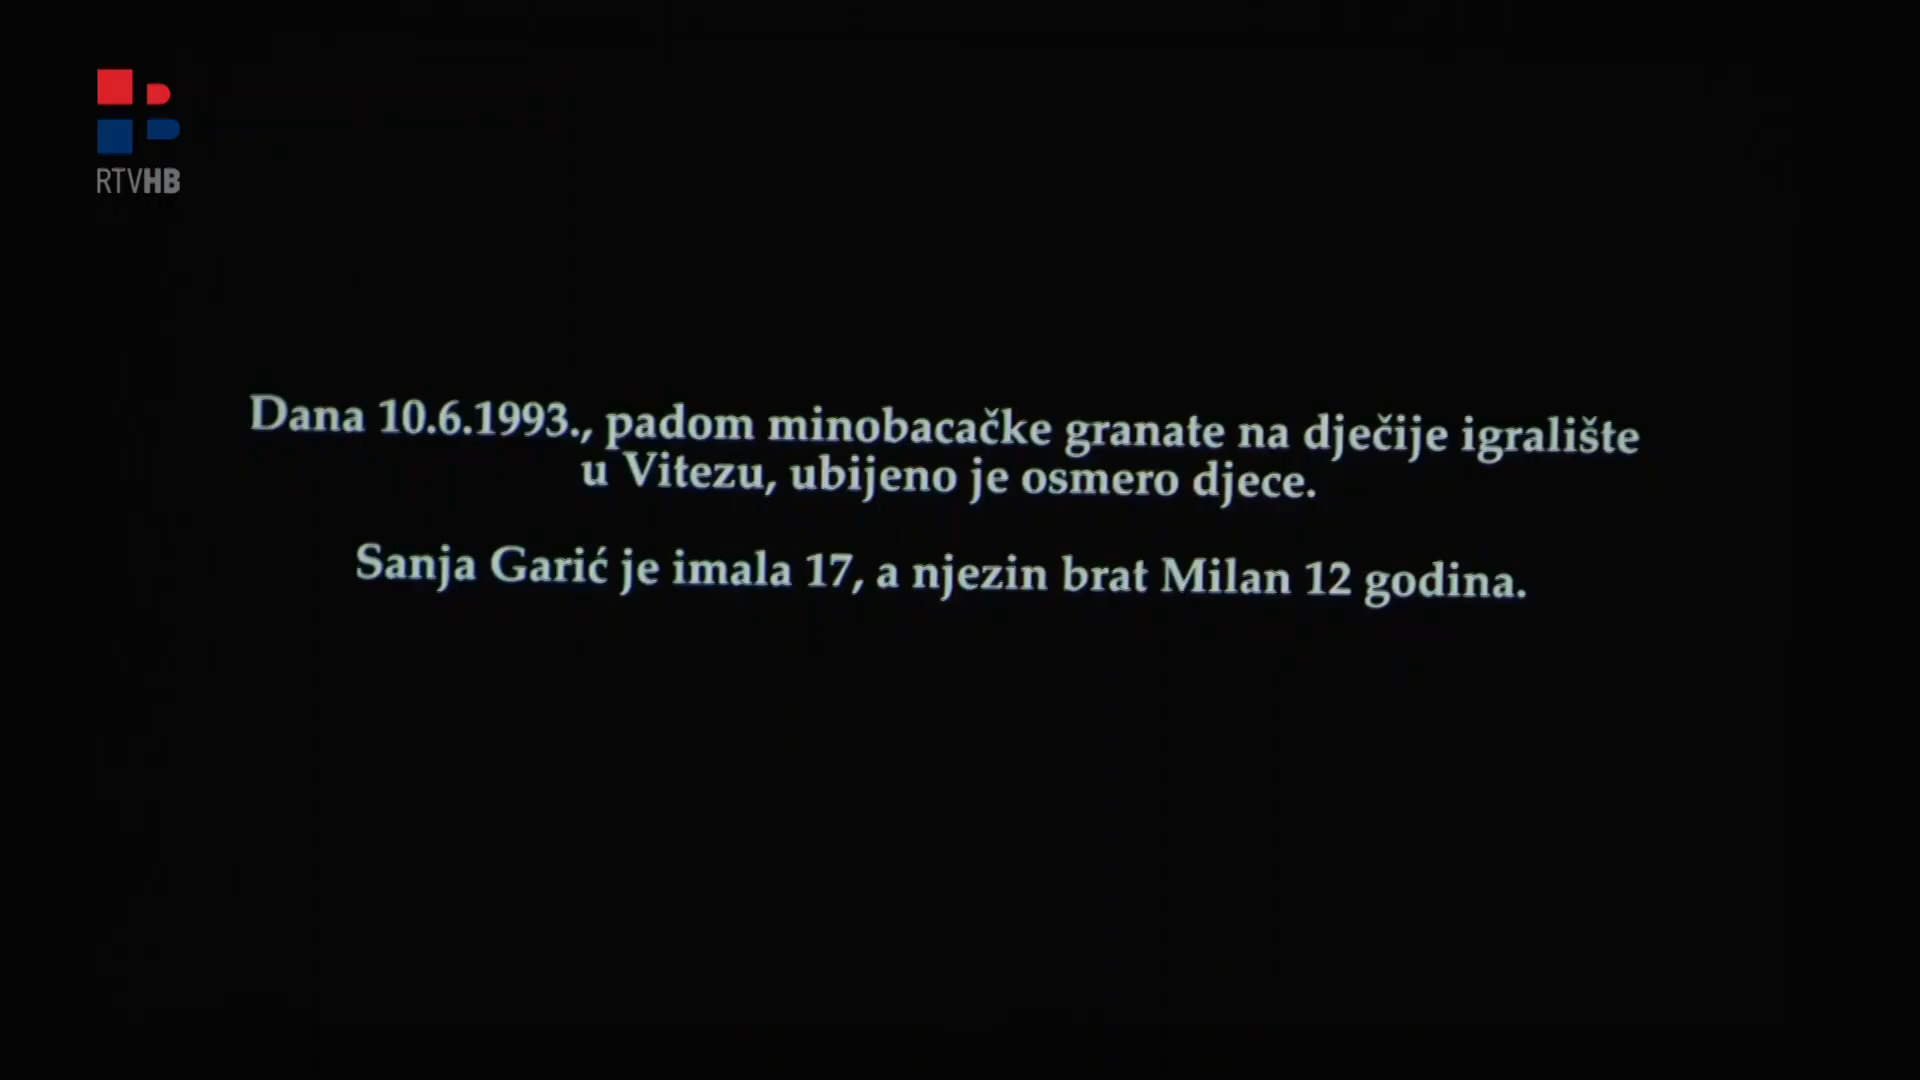 RTVHB
Dana 10.6.1993., padom minobacačke granate na dječije igralište
u Vitezu, ubijeno je osmero djece.
Sanja Garić je imala 17, a njezin brat Milan 12 godina.